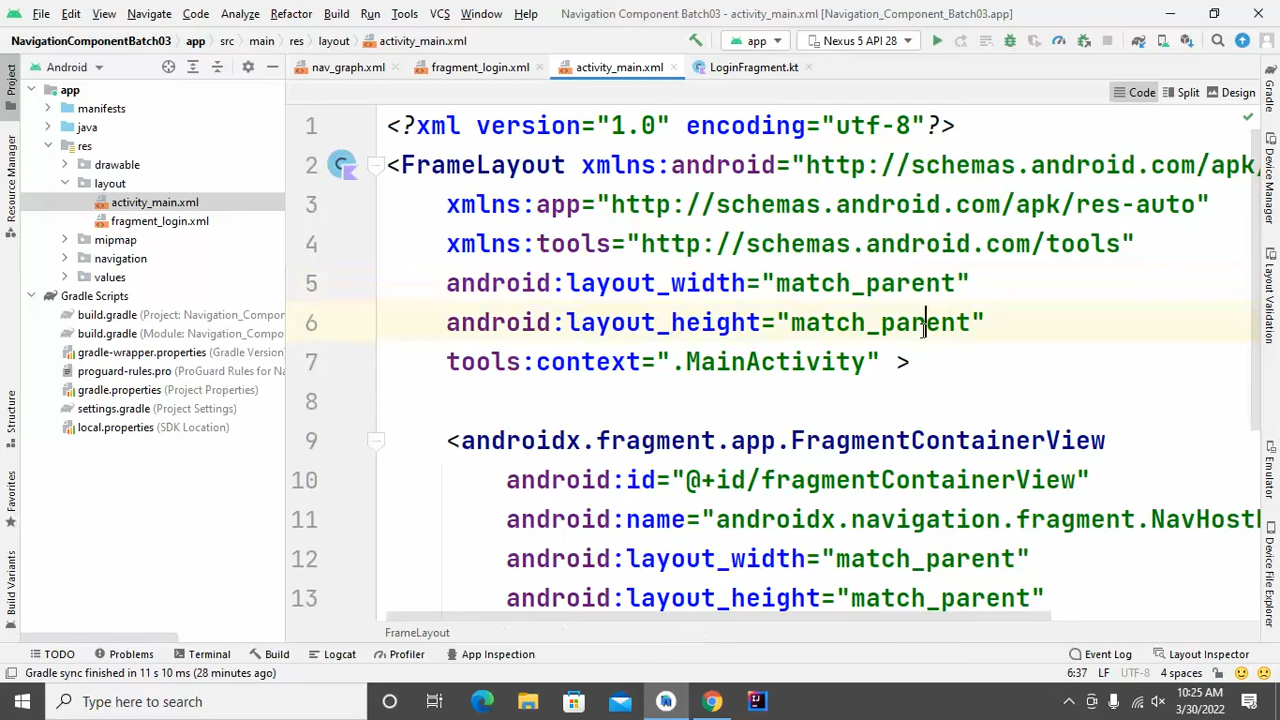 File Edit View Navigate Code Analyze Refactor Build Run Tools VCS Window Help Navigation Component Batch03 - activity_main.xml [Navigation_Component_Batch03.app]
NavigationComponentBatch03 app src main res layout activity_main.xml app Nexus 5 API 28
Android nav_graph.xml fragment_login.xml activity_main.xml LoginFragment.kt
Code Split Design
Project
Resource Manager
Structure
Favorites
Build Variants
app
manifests
java
res
drawable
layout
activity_main.xml
fragment_login.xml
mipmap
navigation
values
Gradle Scripts
build.gradle (Project: Navigation_Compo
build.gradle (Module: Navigation_Compo
gradle-wrapper.properties (Gradle Version)
proguard-rules.pro (ProGuard Rules for Nav
gradle.properties (Project Properties)
settings.gradle (Project Settings)
local.properties (SDK Location)
1 <?xml version="1.0" encoding="utf-8"?>
2 <FrameLayout xmlns:android="http://schemas.android.com/apk/
3 xmlns:app="http://schemas.android.com/apk/res-auto"
4 xmlns:tools="http://schemas.android.com/tools"
5 android:layout_width="match_parent"
6 android:layout_height="match_parent"
7 tools:context=".MainActivity" >
8
9 <androidx.fragment.app.FragmentContainerView
10 android:id="@+id/fragmentContainerView"
11 android:name="androidx.navigation.fragment.NavHost
12 android:layout_width="match_parent"
13 android:layout_height="match_parent"
FrameLayout
Gradle
Layout Validation
Emulator
Device File Explorer
TODO Problems Terminal Build Logcat Profiler App Inspection Event Log Layout Inspector
Gradle sync finished in 11 s 10 ms (28 minutes ago) 6:37 LF UTF-8 4 spaces
Type here to search
10:25 AM
3/30/2022